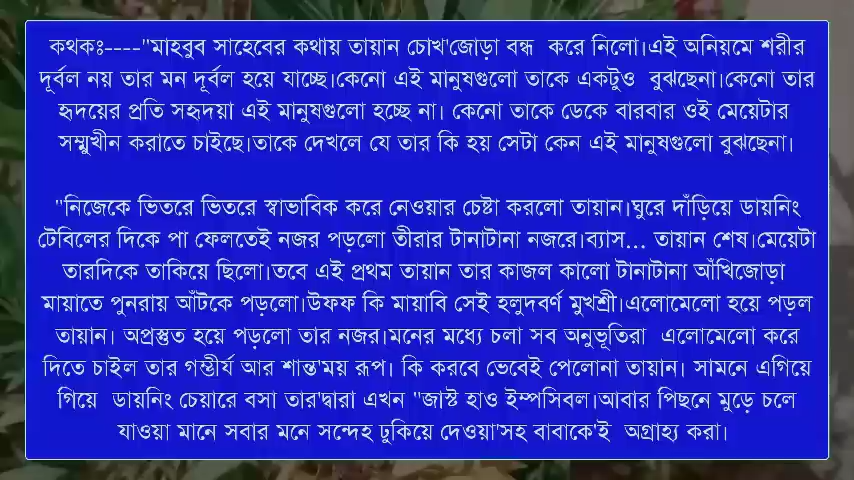 কথকঃ----"মাহবুব সাহেবের কথায় তায়ান চোখ'জোড়া বন্ধ করে নিলো।এই অনিয়মে শরীর
দূর্বল নয় তার মন দূর্বল হয়ে যাচ্ছে।কেনো এই মানুষগুলো তাকে একটুও বুঝছেনা।কেনো তার
হৃদয়ের প্রতি সহৃদয়া এই মানুষগুলো হচ্ছে না। কেনো তাকে ডেকে বারবার ওই মেয়েটার
সম্মুখীন করাতে চাইছে।তাকে দেখলে যে তার কি হয় সেটা কেন এই মানুষগুলো বুঝছেনা।
"নিজেকে ভিতরে ভিতরে স্বাভাবিক করে নেওয়ার চেষ্টা করলো তায়ান।ঘুরে দাঁড়িয়ে ডায়নিং
টেবিলের দিকে পা ফেলতেই নজর পড়লো তীরার টানাটানা নজরে।ব্যাস... তায়ান শেষ।মেয়েটা
তারদিকে তাকিয়ে ছিলো।তবে এই প্রথম তায়ান তার কাজল কালো টানাটানা আঁখিজোড়া
মায়াতে পুনরায় আঁটকে পড়লো।উফফ কি মায়াবি সেই হলুদবর্ণ মুখশ্রী।এলোমেলো হয়ে পড়ল
তায়ান। অপ্রস্তুত হয়ে পড়লো তার নজর।মনের মধ্যে চলা সব অনুভূতিরা এলোমেলো করে
দিতে চাইল তার গম্ভীর্য আর শান্ত'ময় রূপ। কি করবে ভেবেই পেলোনা তায়ান। সামনে এগিয়ে
গিয়ে ডায়নিং চেয়ারে বসা তার'দ্বারা এখন "জাস্ট হাও ইম্পসিবল।আবার পিছনে মুড়ে চলে
যাওয়া মানে সবার মনে সন্দেহ ঢুকিয়ে দেওয়া'সহ বাবাকে'ই অগ্রাহ্য করা।